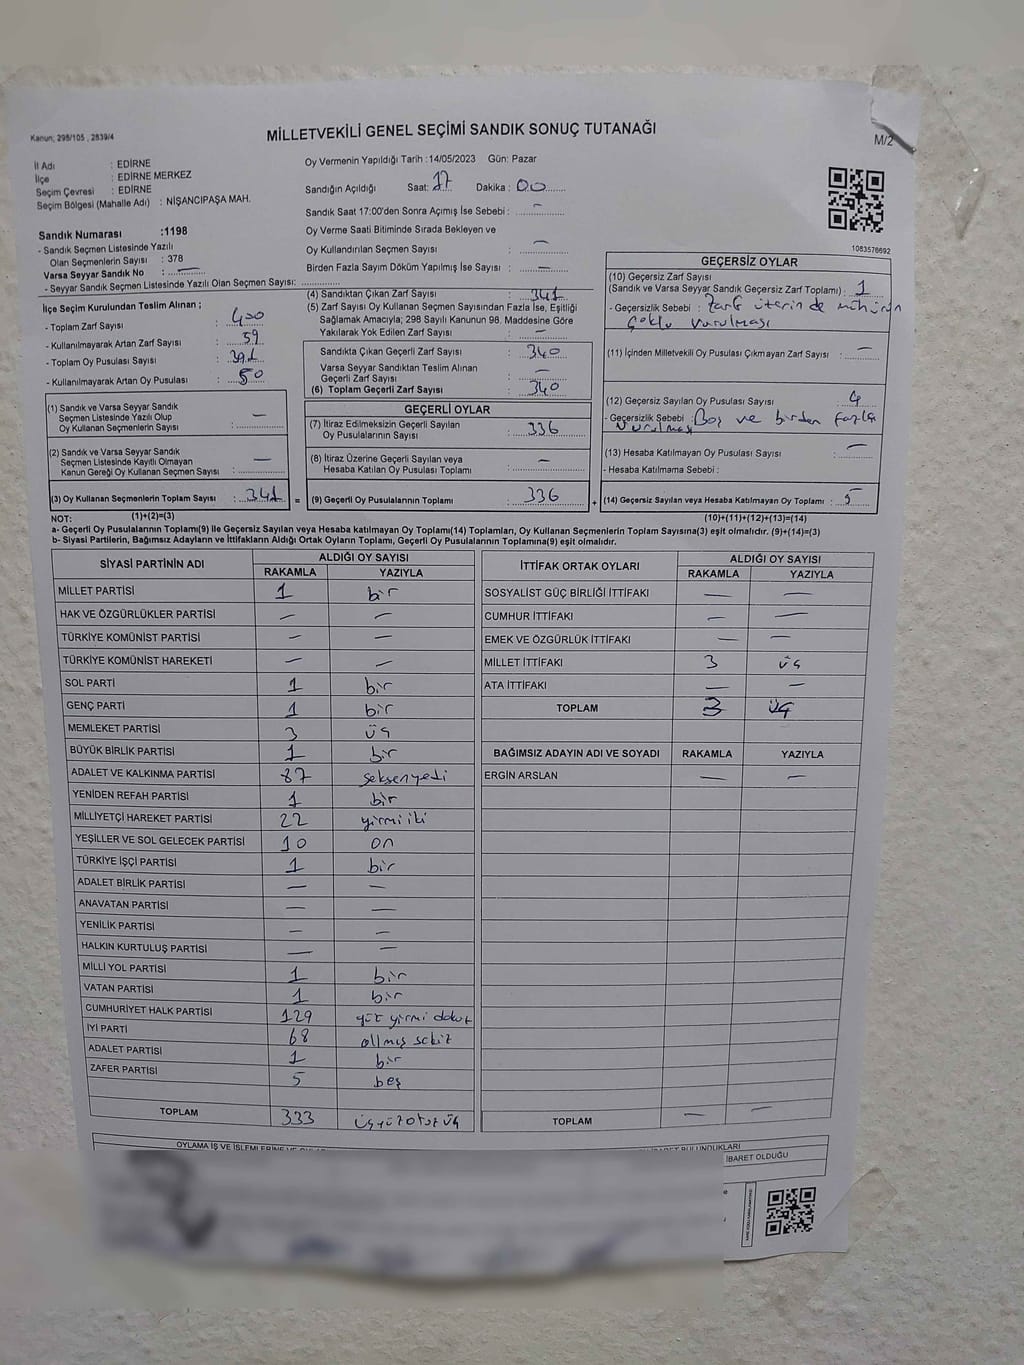 Kanun; 298/105 , 2839/4
MİLLETVEKİLİ GENEL SEÇİMİ SANDIK SONUÇ TUTANAĞI
M/2
İl Adı : EDİRNE
İlçe : EDİRNE MERKEZ
Seçim Çevresi : EDİRNE
Seçim Bölgesi (Mahalle Adı) : NİŞANCIPAŞA MAH.
Sandık Numarası :1198
- Sandık Seçmen Listesinde Yazılı
Olan Seçmenlerin Sayısı : 378
Varsa Seyyar Sandık No : —
- Seyyar Sandık Seçmen Listesinde Yazılı Olan Seçmen Sayısı:
Oy Vermenin Yapıldığı Tarih :14/05/2023 Gün: Pazar
Sandığın Açıldığı Saat: 17 Dakika : 00
Sandık Saat 17:00'den Sonra Açımış İse Sebebi : —
Oy Verme Saati Bitiminde Sırada Bekleyen ve
Oy Kullandırılan Seçmen Sayısı : —
Birden Fazla Sayım Döküm Yapılmış İse Sayısı : —
1083576692
İlçe Seçim Kurulundan Teslim Alınan ;
- Toplam Zarf Sayısı : 400
- Kullanılmayarak Artan Zarf Sayısı : 59
- Toplam Oy Pusulası Sayısı : 391
- Kullanılmayarak Artan Oy Pusulası : 50
(4) Sandıktan Çıkan Zarf Sayısı : 341
(5) Zarf Sayısı Oy Kullanan Seçmen Sayısından Fazla İse, Eşitliği
Sağlamak Amacıyla; 298 Sayılı Kanunun 98. Maddesine Göre
Yakılarak Yok Edilen Zarf Sayısı : —
Sandıkta Çıkan Geçerli Zarf Sayısı : 340
Varsa Seyyar Sandıktan Teslim Alınan
Geçerli Zarf Sayısı : —
(6) Toplam Geçerli Zarf Sayısı : 340
GEÇERSİZ OYLAR
(10) Geçersiz Zarf Sayısı
(Sandık ve Varsa Seyyar Sandık Geçersiz Zarf Toplamı) : 1
- Geçersizlik Sebebi : Zarf üzerinde mührün
çoklu vurulması
(11) İçinden Milletvekili Oy Pusulası Çıkmayan Zarf Sayısı : —
(12) Geçersiz Sayılan Oy Pusulası Sayısı : 4
- Geçersizlik Sebebi : Boş ve birden fazla
vurulması
(13) Hesaba Katılmayan Oy Pusulası Sayısı : —
- Hesaba Katılmama Sebebi :
(14) Geçersiz Sayılan veya Hesaba Katılmayan Oy Toplamı : 5
(10)+(11)+(12)+(13)=(14)
(1) Sandık ve Varsa Seyyar Sandık
Seçmen Listesinde Yazılı Olup
Oy Kullanan Seçmenlerin Sayısı : —
(2) Sandık ve Varsa Seyyar Sandık
Seçmen Listesinde Kayıtlı Olmayan
Kanun Gereği Oy Kullanan Seçmen Sayısı : —
(3) Oy Kullanan Seçmenlerin Toplam Sayısı : 341 =
(1)+(2)=(3)
GEÇERLİ OYLAR
(7) İtiraz Edilmeksizin Geçerli Sayılan
Oy Pusulalarının Sayısı : 336
(8) İtiraz Üzerine Geçerli Sayılan veya
Hesaba Katılan Oy Pusulası Toplamı : —
(9) Geçerli Oy Pusulalarının Toplamı : 336 +
NOT:
a- Geçerli Oy Pusulalarının Toplamı(9) ile Geçersiz Sayılan veya Hesaba katılmayan Oy Toplamı(14) Toplamları, Oy Kullanan Seçmenlerin Toplam Sayısına(3) eşit olmalıdır. (9)+(14)=(3)
b- Siyasi Partilerin, Bağımsız Adayların ve İttifakların Aldığı Ortak Oyların Toplamı, Geçerli Oy Pusulalarının Toplamına(9) eşit olmalıdır.
SİYASİ PARTİNİN ADI ALDIĞI OY SAYISI
RAKAMLA YAZIYLA
MİLLET PARTİSİ 1 bir
HAK VE ÖZGÜRLÜKLER PARTİSİ — —
TÜRKİYE KOMÜNİST PARTİSİ — —
TÜRKİYE KOMÜNİST HAREKETİ — —
SOL PARTİ 1 bir
GENÇ PARTİ 1 bir
MEMLEKET PARTİSİ 3 üç
BÜYÜK BİRLİK PARTİSİ 1 bir
ADALET VE KALKINMA PARTİSİ 87 seksenyedi
YENİDEN REFAH PARTİSİ 1 bir
MİLLİYETÇİ HAREKET PARTİSİ 22 yirmi iki
YEŞİLLER VE SOL GELECEK PARTİSİ 10 on
TÜRKİYE İŞÇİ PARTİSİ 1 bir
ADALET BİRLİK PARTİSİ — —
ANAVATAN PARTİSİ — —
YENİLİK PARTİSİ — —
HALKIN KURTULUŞ PARTİSİ — —
MİLLİ YOL PARTİSİ 1 bir
VATAN PARTİSİ 1 bir
CUMHURİYET HALK PARTİSİ 129 yüz yirmi dokuz
İYİ PARTİ 68 altmış sekiz
ADALET PARTİSİ 1 bir
ZAFER PARTİSİ 5 beş
TOPLAM 333 üçyüzotuz üç
İTTİFAK ORTAK OYLARI ALDIĞI OY SAYISI
RAKAMLA YAZIYLA
SOSYALİST GÜÇ BİRLİĞİ İTTİFAKI — —
CUMHUR İTTİFAKI — —
EMEK VE ÖZGÜRLÜK İTTİFAKI — —
MİLLET İTTİFAKI 3 üç
ATA İTTİFAKI — —
TOPLAM 3 üç
BAĞIMSIZ ADAYIN ADI VE SOYADI RAKAMLA YAZIYLA
ERGİN ARSLAN — —
TOPLAM — —
OYLAMA İŞ VE İŞLEMLERİNE VE
BULUNDUKLARI
İBARET OLDUĞU